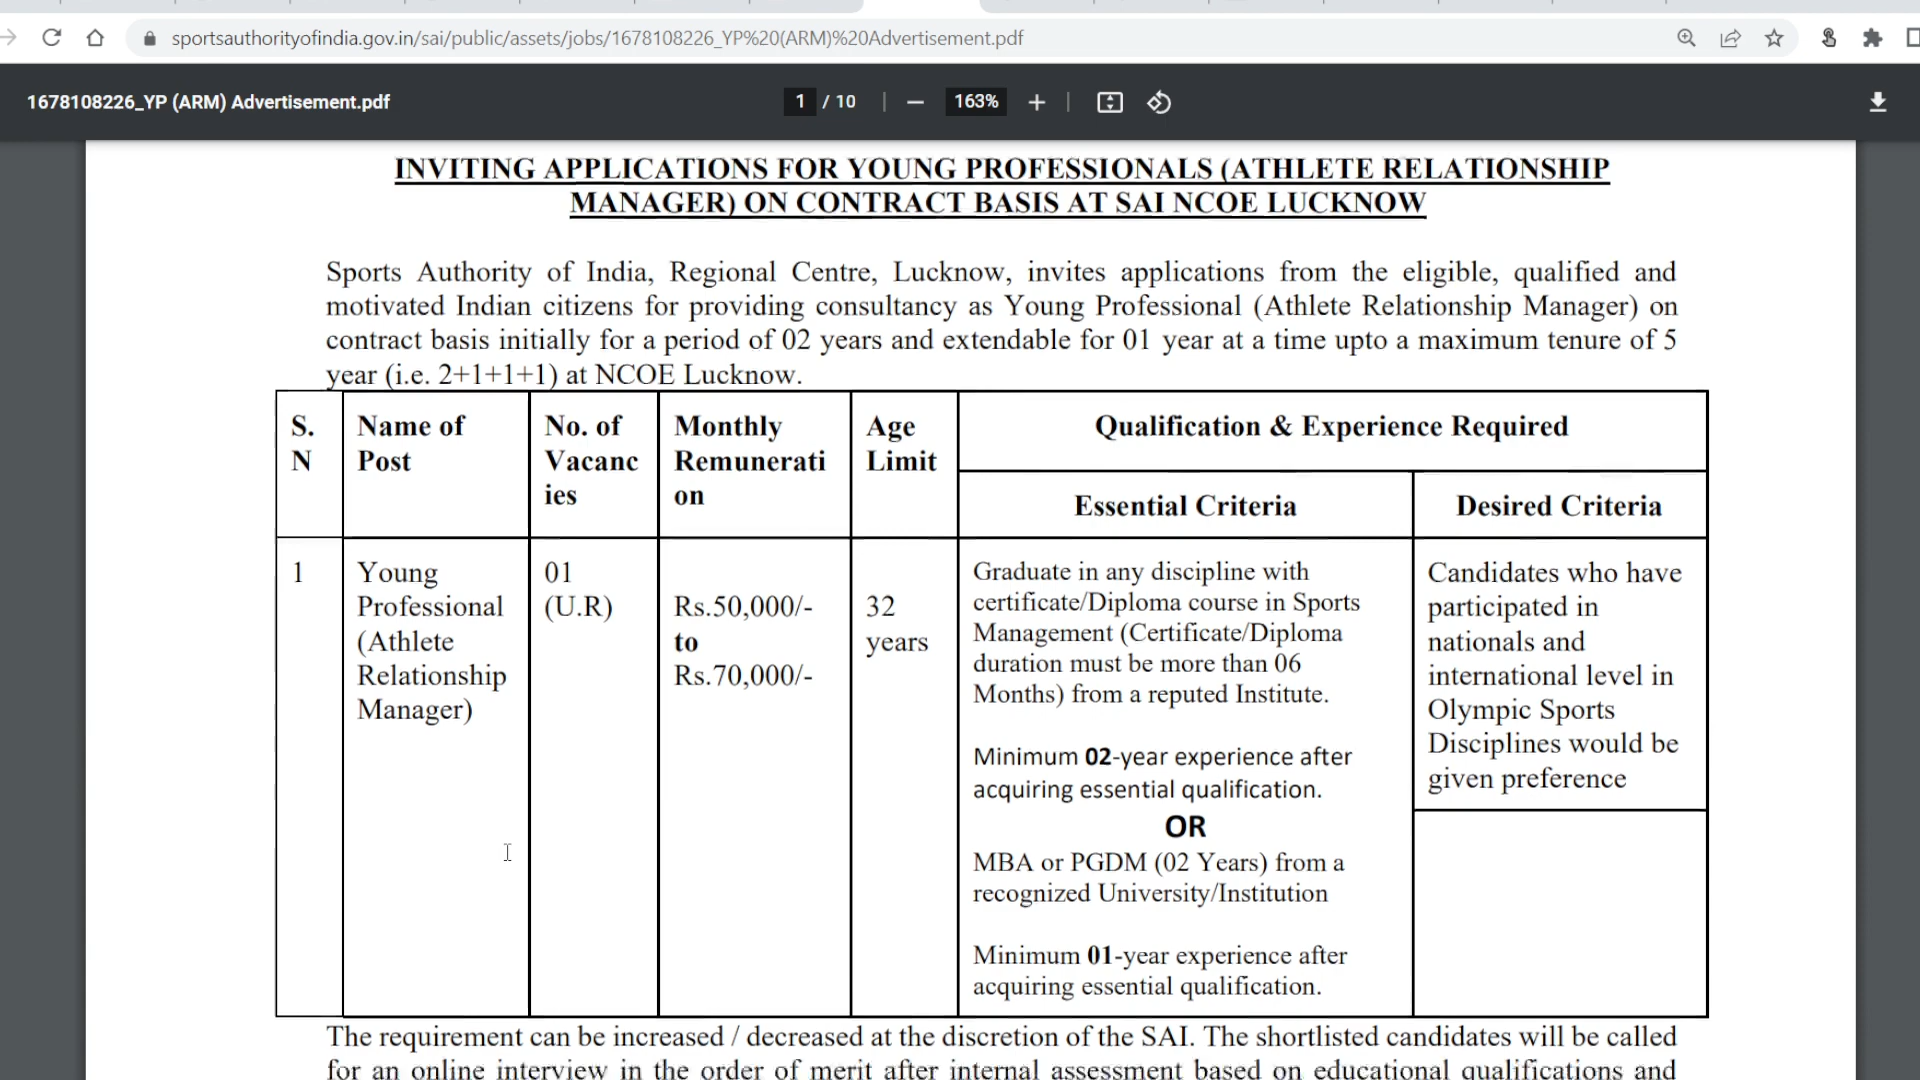 sportsauthorityofindia.gov.in/sai/public/assets/jobs/1678108226_YP%20(ARM)%20Advertisement.pdf
1678108226_YP (ARM) Advertisement.pdf
1 / 10
163%
INVITING APPLICATIONS FOR YOUNG PROFESSIONALS (ATHLETE RELATIONSHIP
MANAGER) ON CONTRACT BASIS AT SAI NCOE LUCKNOW
Sports Authority of India, Regional Centre, Lucknow, invites applications from the eligible, qualified and
motivated Indian citizens for providing consultancy as Young Professional (Athlete Relationship Manager) on
contract basis initially for a period of 02 years and extendable for 01 year at a time upto a maximum tenure of 5
year (i.e. 2+1+1+1) at NCOE Lucknow.
S.
N
Name of
Post
No. of
Vacanc
ies
Monthly
Remunerati
on
Age
Limit
Qualification & Experience Required
Essential Criteria
Desired Criteria
1
Young
Professional
(Athlete
Relationship
Manager)
01
(U.R)
Rs.50,000/-
to
Rs.70,000/-
32
years
Graduate in any discipline with
certificate/Diploma course in Sports
Management (Certificate/Diploma
duration must be more than 06
Months) from a reputed Institute.
Minimum 02-year experience after
acquiring essential qualification.
OR
MBA or PGDM (02 Years) from a
recognized University/Institution
Minimum 01-year experience after
acquiring essential qualification.
Candidates who have
participated in
nationals and
international level in
Olympic Sports
Disciplines would be
given preference
The requirement can be increased / decreased at the discretion of the SAI. The shortlisted candidates will be called
for an online interview in the order of merit after internal assessment based on educational qualifications and